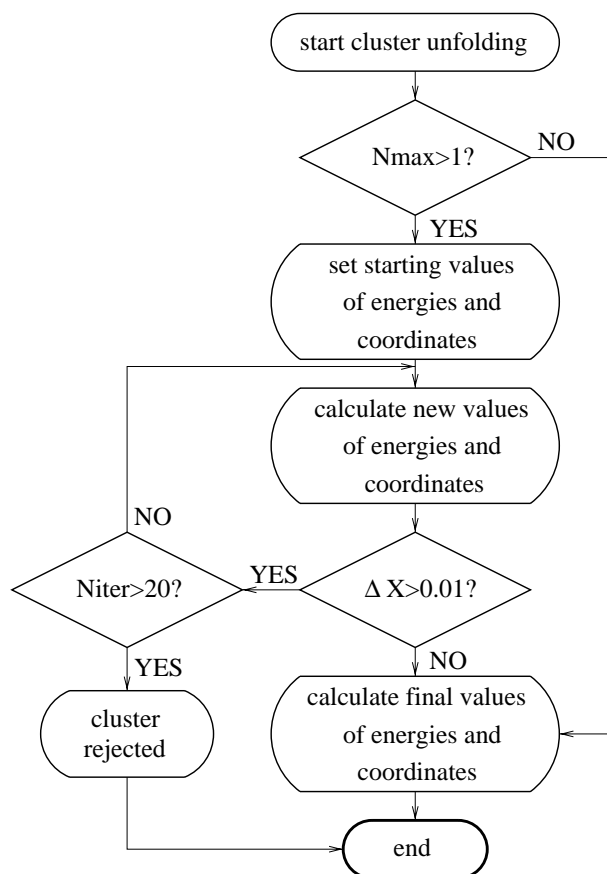 start cluster unfolding
Nmax>1?
NO
YES
set starting values
of energies and
coordinates
calculate new values
of energies and
coordinates
NO
Niter>20?
YES
Δ X>0.01?
YES
NO
cluster
rejected
calculate final values
of energies and
coordinates
end